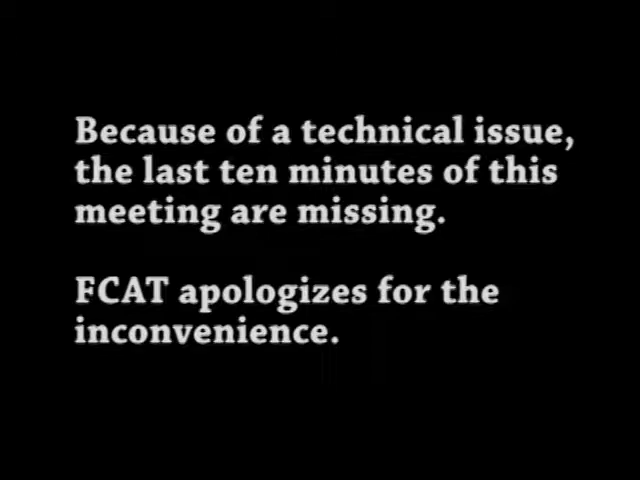 Because of a technical issue,
the last ten minutes of this
meeting are missing.
FCAT apologizes for the
inconvenience.